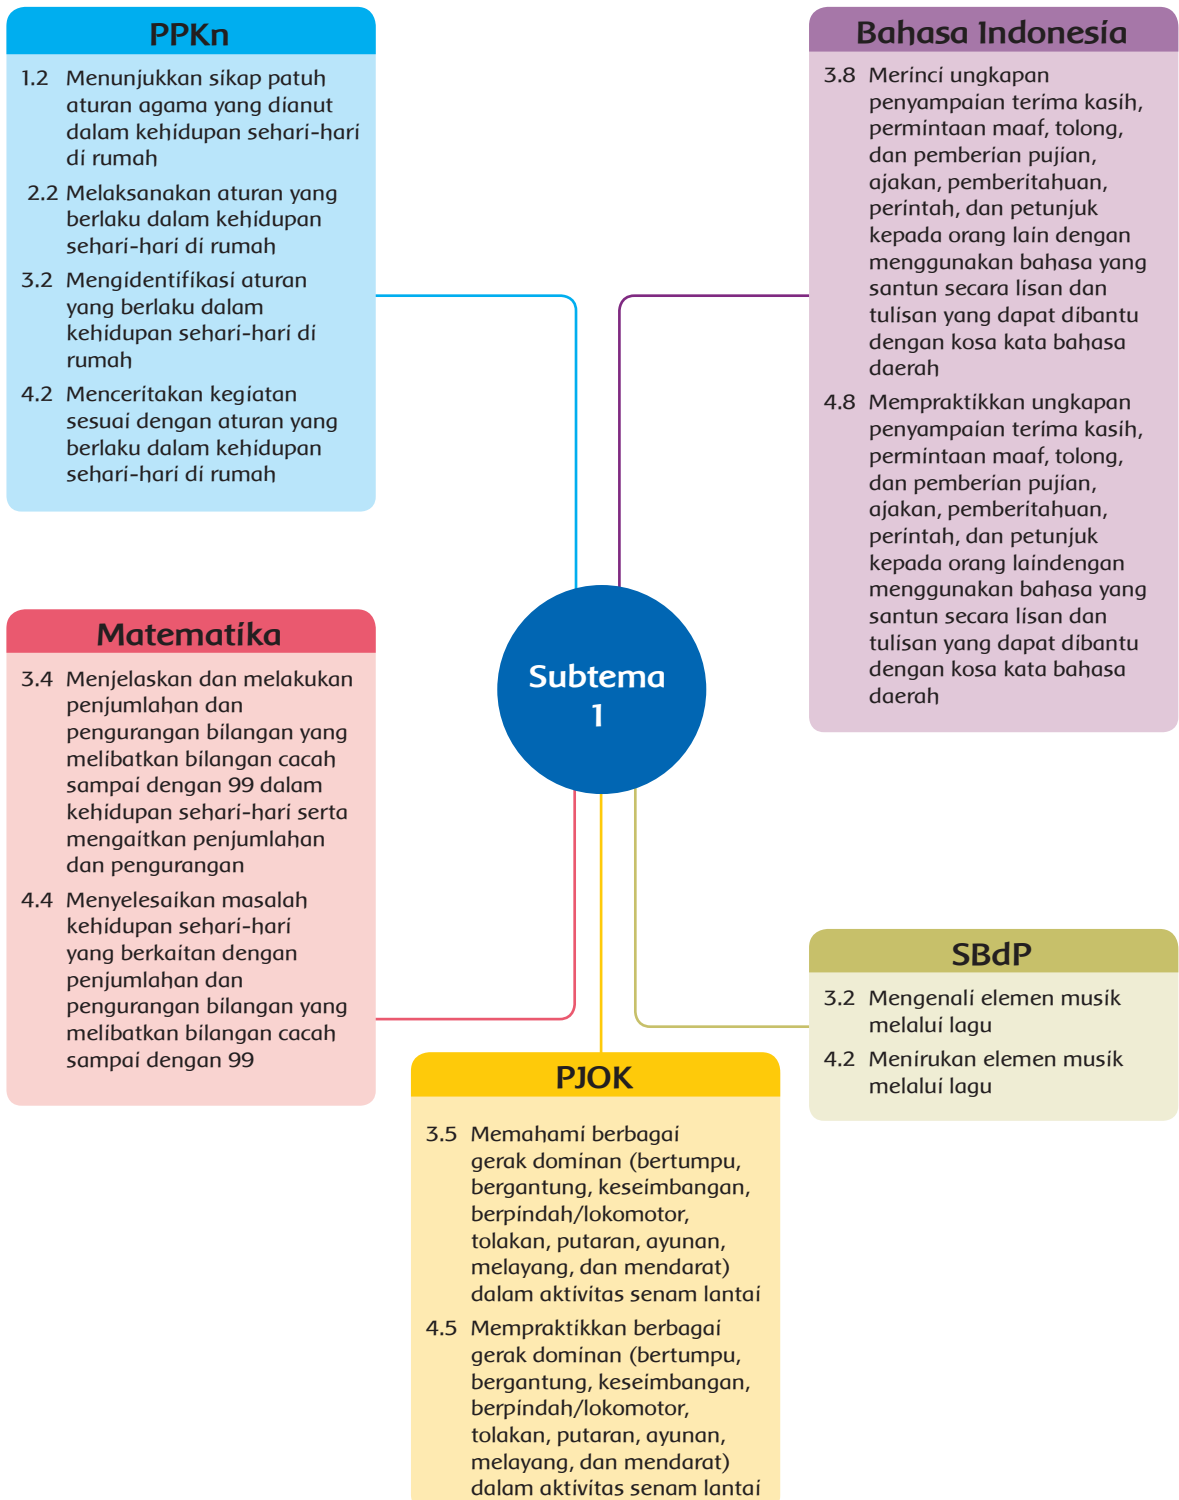 PPKn
1.2 Menunjukkan sikap patuh
aturan agama yang dianut
dalam kehidupan sehari-hari
di rumah
2.2 Melaksanakan aturan yang
berlaku dalam kehidupan
sehari-hari di rumah
3.2 Mengidentifikasi aturan
yang berlaku dalam
kehidupan sehari-hari di
rumah
4.2 Menceritakan kegiatan
sesuai dengan aturan yang
berlaku dalam kehidupan
sehari-hari di rumah
Bahasa Indonesia
3.8 Merinci ungkapan
penyampaian terima kasih,
permintaan maaf, tolong,
dan pemberian pujian,
ajakan, pemberitahuan,
perintah, dan petunjuk
kepada orang lain dengan
menggunakan bahasa yang
santun secara lisan dan
tulisan yang dapat dibantu
dengan kosa kata bahasa
daerah
4.8 Mempraktikkan ungkapan
penyampaian terima kasih,
permintaan maaf, tolong,
dan pemberian pujian,
ajakan, pemberitahuan,
perintah, dan petunjuk
kepada orang laindengan
menggunakan bahasa yang
santun secara lisan dan
tulisan yang dapat dibantu
dengan kosa kata bahasa
daerah
Subtema
1
Matematika
3.4 Menjelaskan dan melakukan
penjumlahan dan
pengurangan bilangan yang
melibatkan bilangan cacah
sampai dengan 99 dalam
kehidupan sehari-hari serta
mengaitkan penjumlahan
dan pengurangan
4.4 Menyelesaikan masalah
kehidupan sehari-hari
yang berkaitan dengan
penjumlahan dan
pengurangan bilangan yang
melibatkan bilangan cacah
sampai dengan 99
SBdP
3.2 Mengenali elemen musik
melalui lagu
4.2 Menirukan elemen musik
melalui lagu
PJOK
3.5 Memahami berbagai
gerak dominan (bertumpu,
bergantung, keseimbangan,
berpindah/lokomotor,
tolakan, putaran, ayunan,
melayang, dan mendarat)
dalam aktivitas senam lantai
4.5 Mempraktikkan berbagai
gerak dominan (bertumpu,
bergantung, keseimbangan,
berpindah/lokomotor,
tolakan, putaran, ayunan,
melayang, dan mendarat)
dalam aktivitas senam lantai